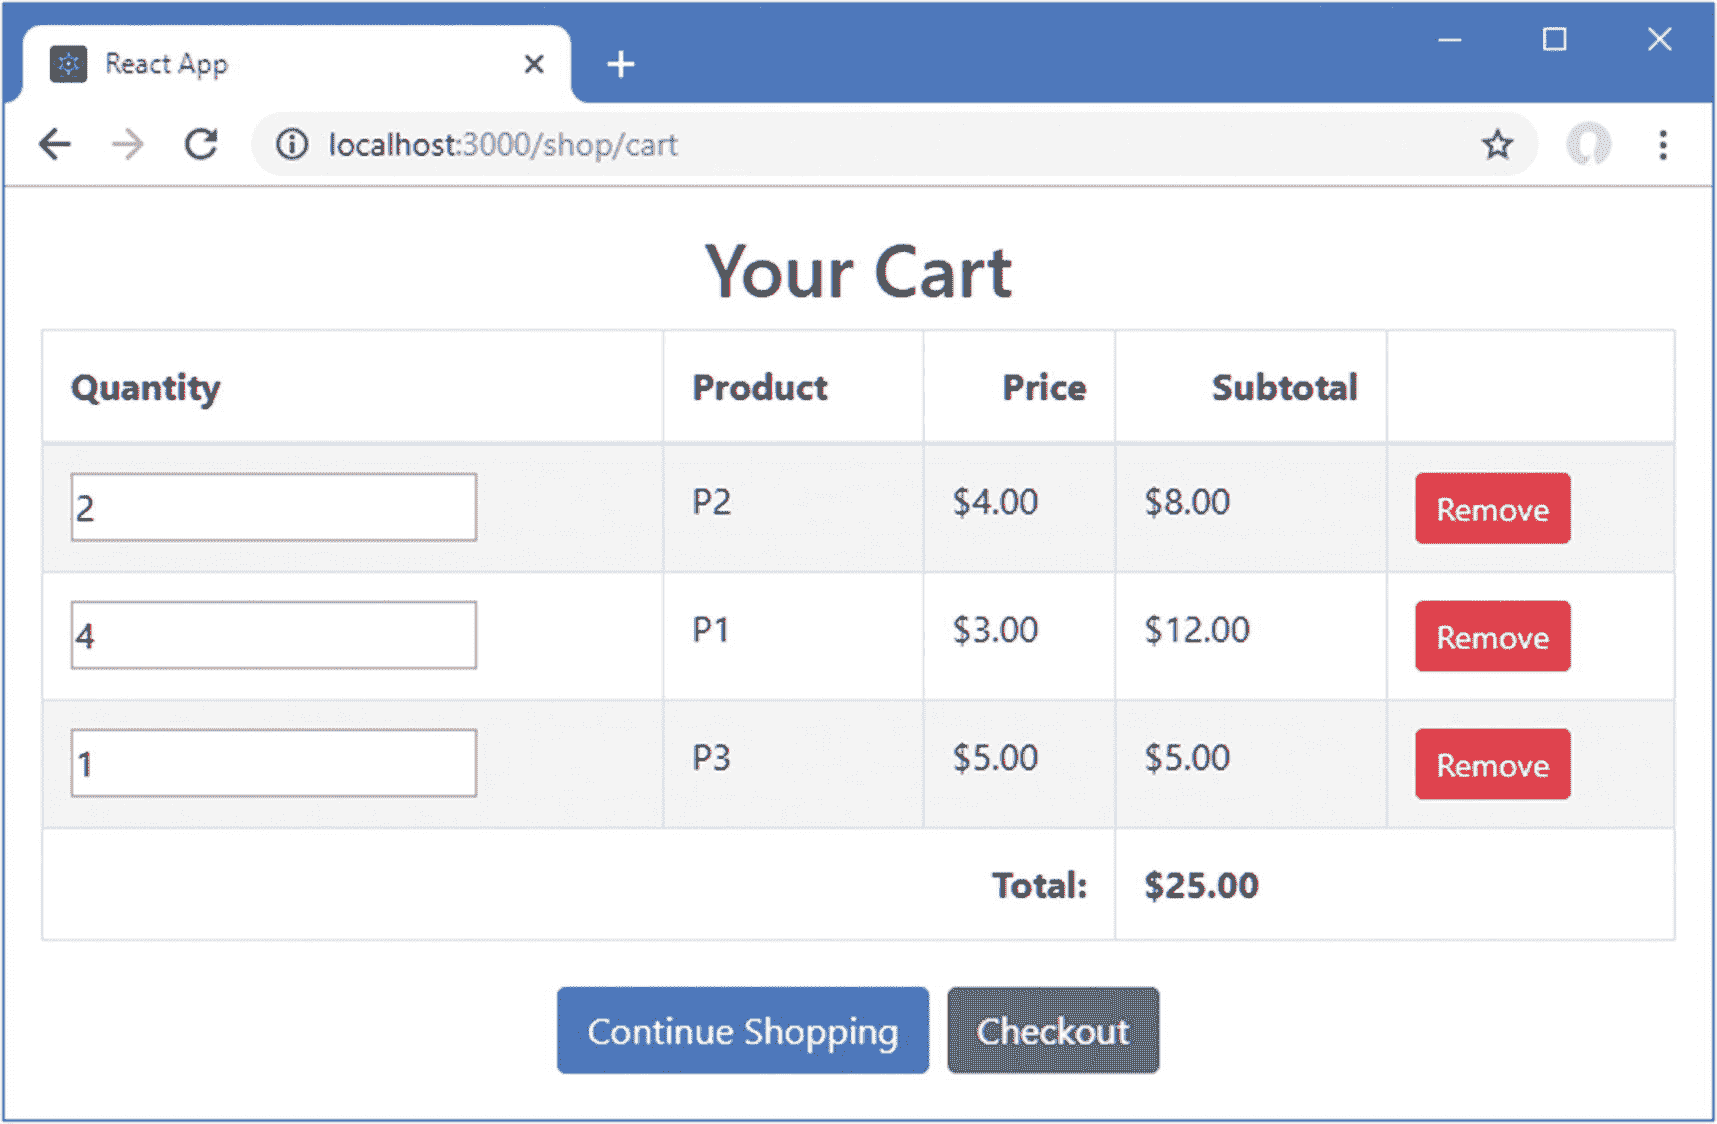 React App
localhost:3000/shop/cart
Your Cart
Quantity Product Price Subtotal
2 P2 $4.00 $8.00 Remove
4 P1 $3.00 $12.00 Remove
1 P3 $5.00 $5.00 Remove
Total: $25.00
Continue Shopping Checkout